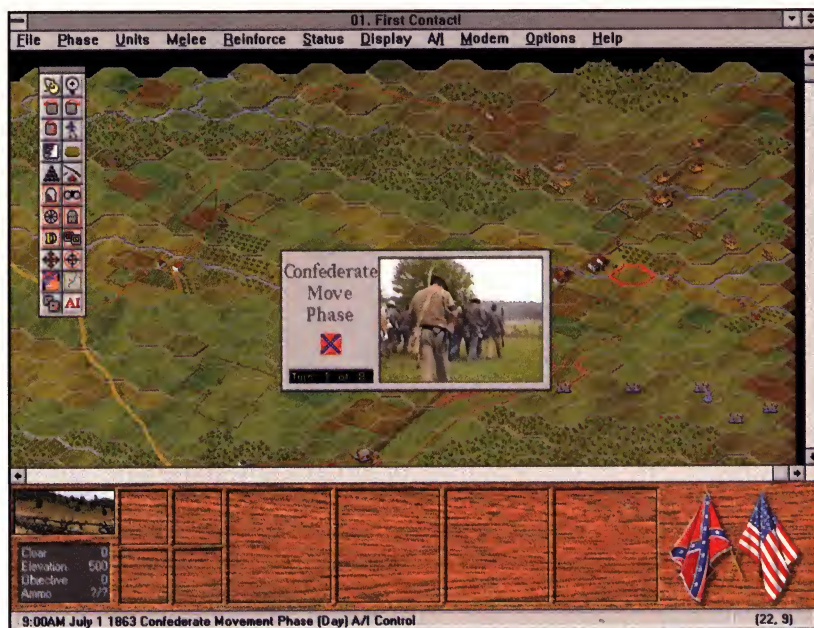 01. First Contact!
File Phase Units Melee Reinforce Status Display A/I Modem Options Help
D
AI
Confederate
Move
Phase
Turn 1 of 8
Clear 0
Elevation 500
Objective 0
Ammo ?/?
9:00AM July 1 1863 Confederate Movement Phase (Day) A/I Control (22, 9)